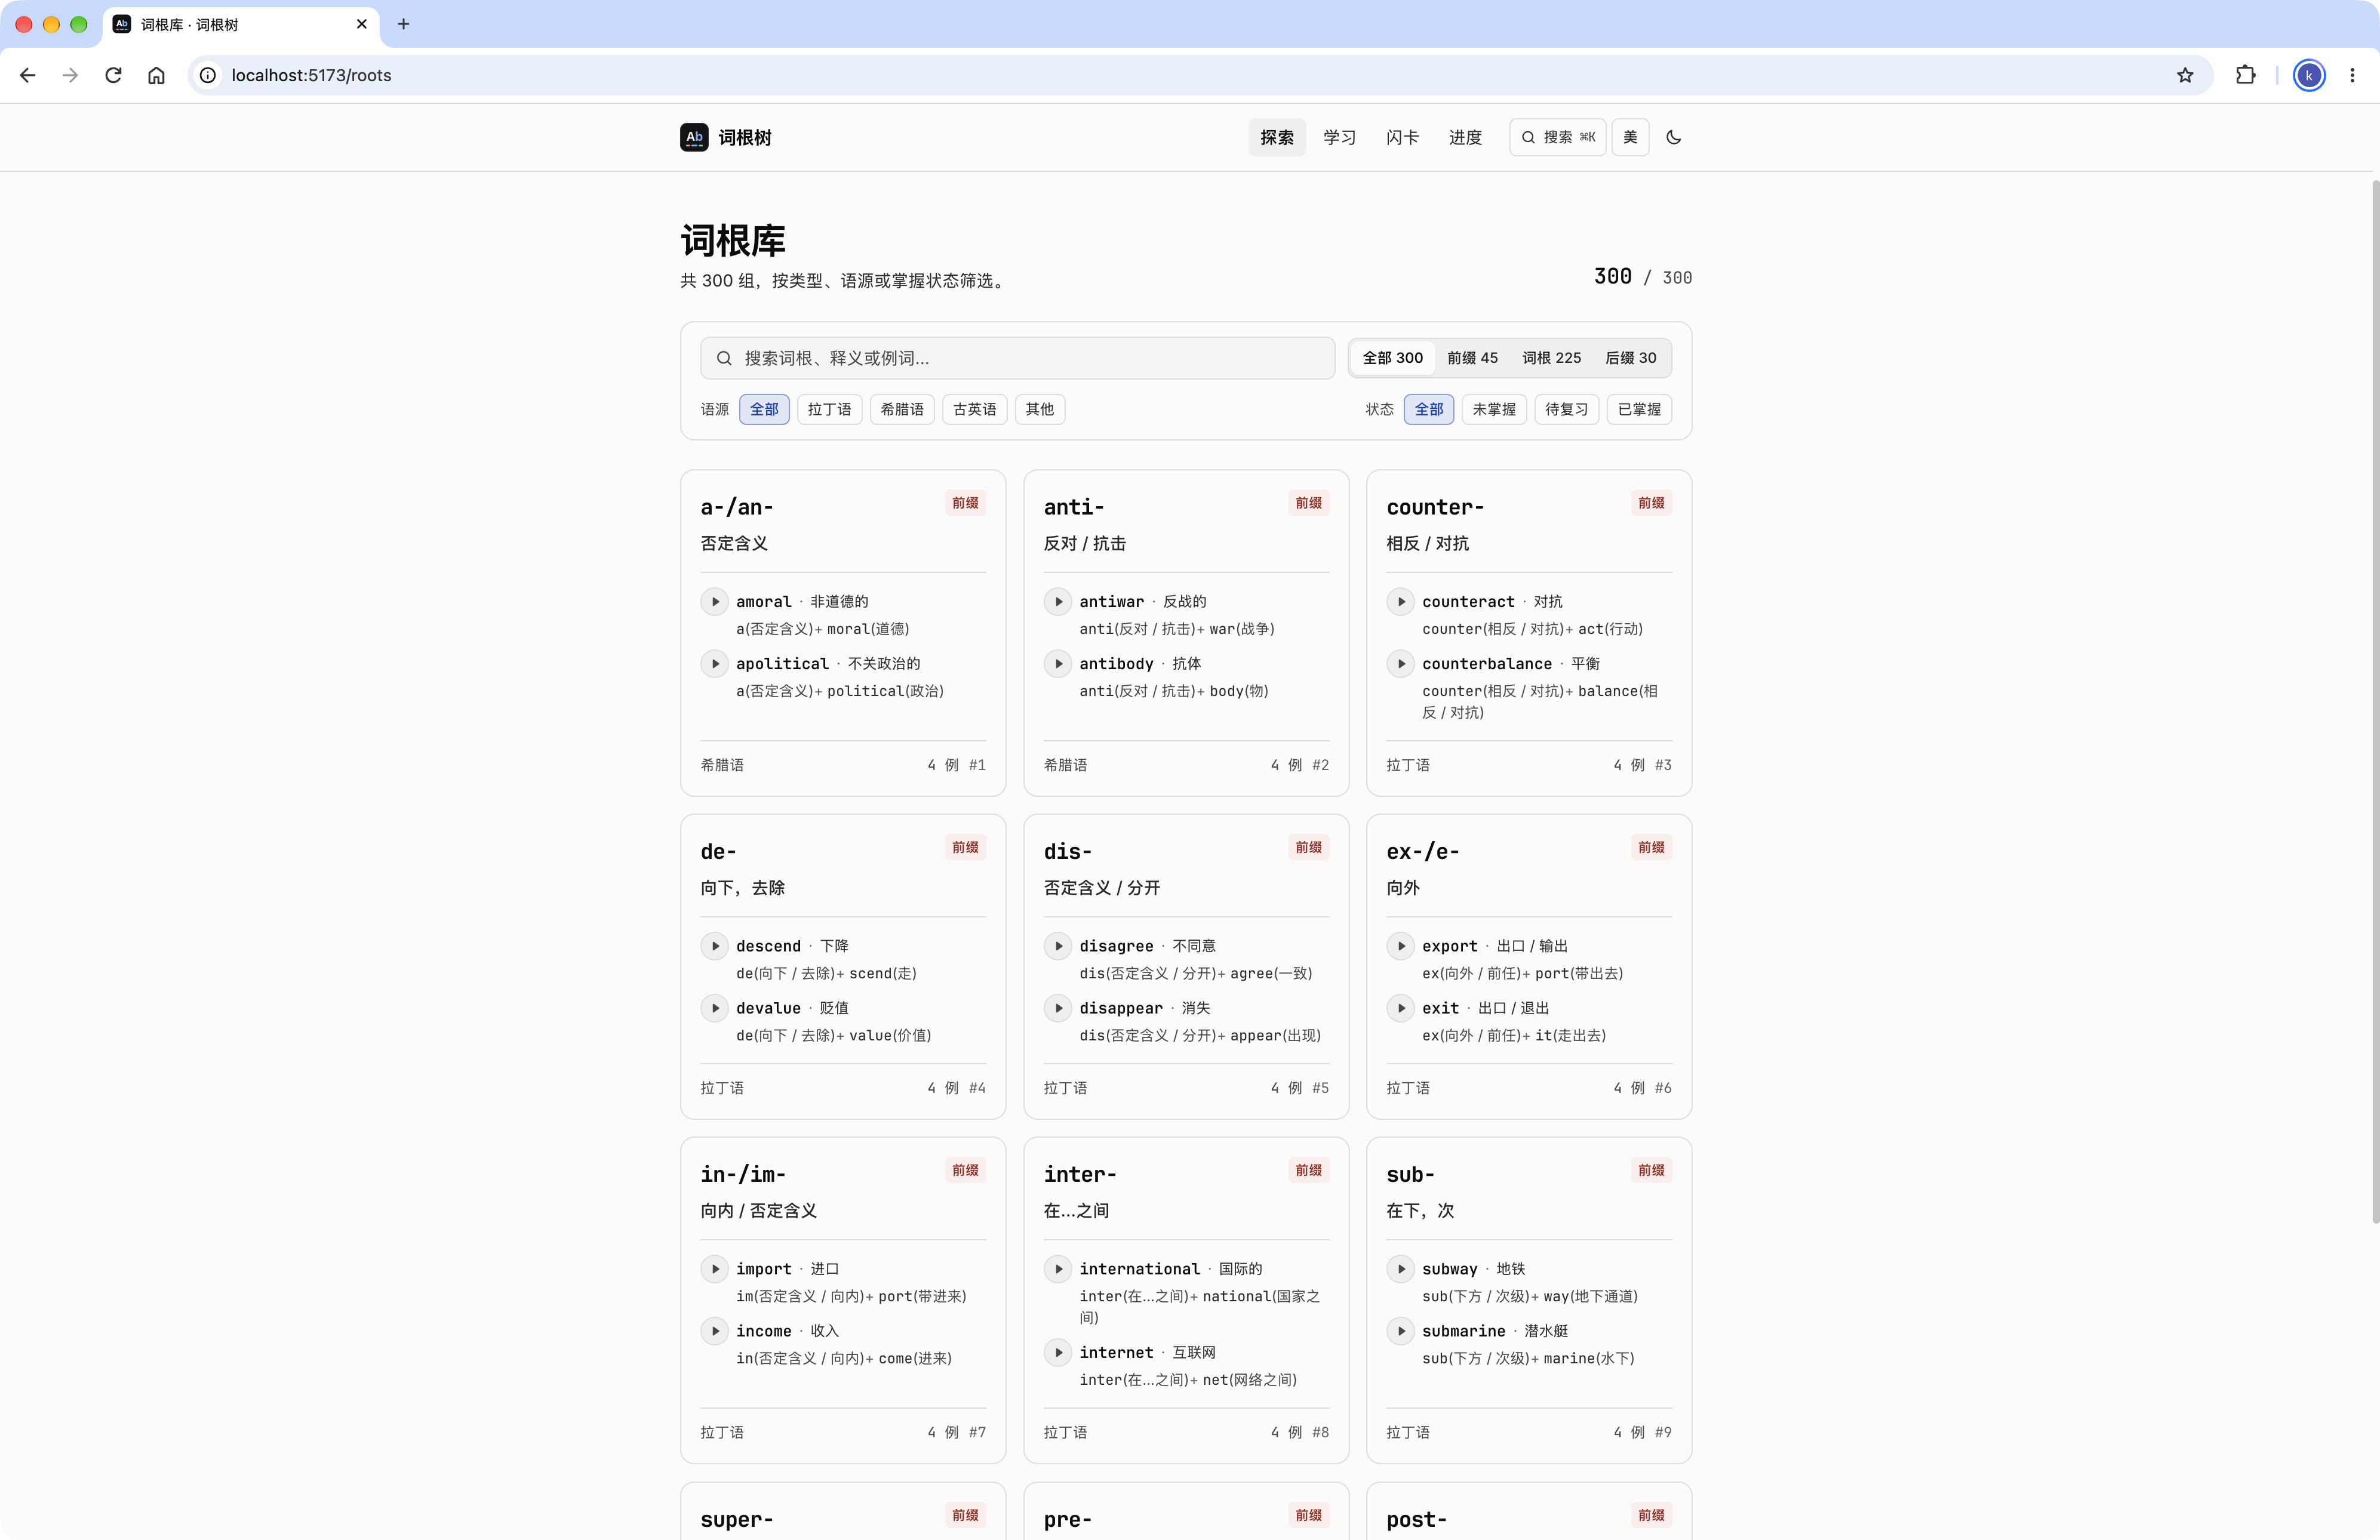 词根库 · 词根树
localhost:5173/roots
k
Ab 词根树
探索 学习 闪卡 进度 搜索 ⌘K 美
词根库
共 300 组，按类型、语源或掌握状态筛选。
300 / 300
搜索词根、释义或例词...
全部 300 前缀 45 词根 225 后缀 30
语源 全部 拉丁语 希腊语 古英语 其他
状态 全部 未掌握 待复习 已掌握
a-/an- 前缀
否定含义
amoral · 非道德的
a(否定含义)+ moral(道德)
apolitical · 不关政治的
a(否定含义)+ political(政治)
希腊语 4 例 #1
anti- 前缀
反对 / 抗击
antiwar · 反战的
anti(反对 / 抗击)+ war(战争)
antibody · 抗体
anti(反对 / 抗击)+ body(物)
希腊语 4 例 #2
counter- 前缀
相反 / 对抗
counteract · 对抗
counter(相反 / 对抗)+ act(行动)
counterbalance · 平衡
counter(相反 / 对抗)+ balance(相
反 / 对抗)
拉丁语 4 例 #3
de- 前缀
向下，去除
descend · 下降
de(向下 / 去除)+ scend(走)
devalue · 贬值
de(向下 / 去除)+ value(价值)
拉丁语 4 例 #4
dis- 前缀
否定含义 / 分开
disagree · 不同意
dis(否定含义 / 分开)+ agree(一致)
disappear · 消失
dis(否定含义 / 分开)+ appear(出现)
拉丁语 4 例 #5
ex-/e- 前缀
向外
export · 出口 / 输出
ex(向外 / 前任)+ port(带出去)
exit · 出口 / 退出
ex(向外 / 前任)+ it(走出去)
拉丁语 4 例 #6
in-/im- 前缀
向内 / 否定含义
import · 进口
im(否定含义 / 向内)+ port(带进来)
income · 收入
in(否定含义 / 向内)+ come(进来)
拉丁语 4 例 #7
inter- 前缀
在...之间
international · 国际的
inter(在...之间)+ national(国家之
间)
internet · 互联网
inter(在...之间)+ net(网络之间)
拉丁语 4 例 #8
sub- 前缀
在下，次
subway · 地铁
sub(下方 / 次级)+ way(地下通道)
submarine · 潜水艇
sub(下方 / 次级)+ marine(水下)
拉丁语 4 例 #9
super- 前缀
pre- 前缀
post- 前缀